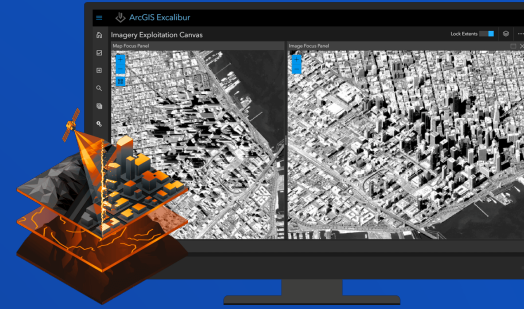 ArcGIS Excalibur
Imagery Exploitation Canvas
Lock Extents
Map Focus Panel
Image Focus Panel